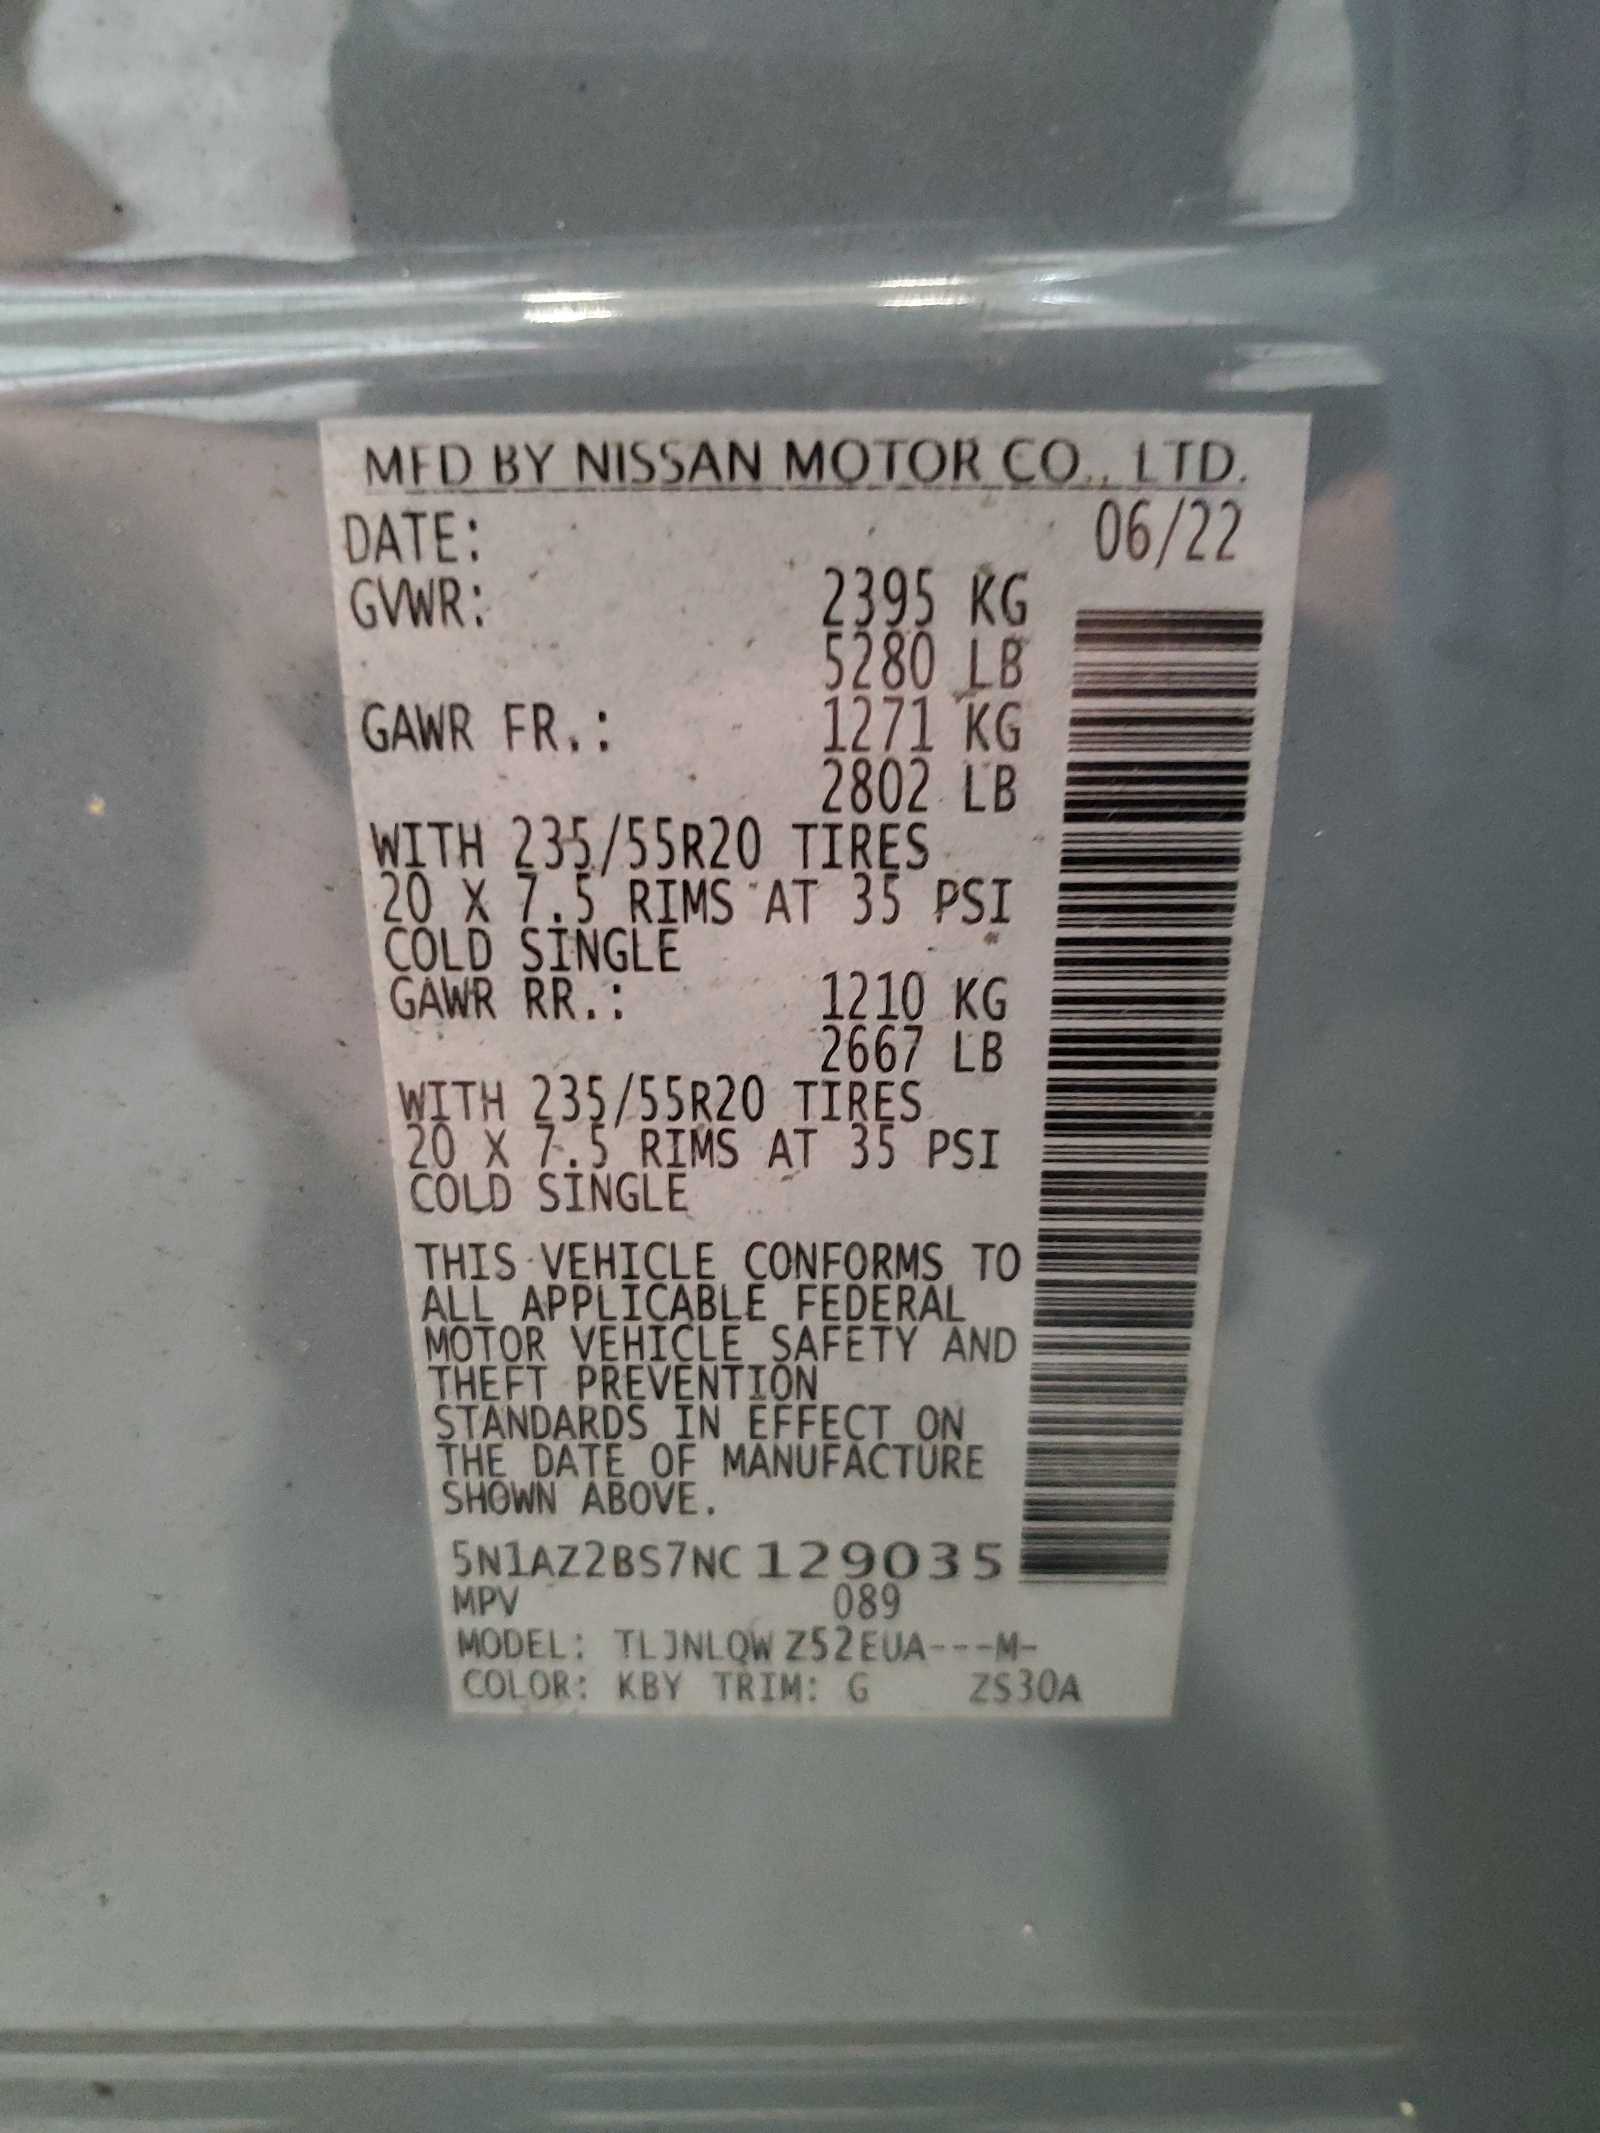 MFD BY NISSAN MOTOR CO., LTD.
DATE: 06/22
GVWR: 2395 KG
5280 LB
GAWR FR.: 1271 KG
2802 LB
WITH 235/55R20 TIRES
20 X 7.5 RIMS AT 35 PSI
COLD SINGLE
GAWR RR.: 1210 KG
2667 LB
WITH 235/55R20 TIRES
20 X 7.5 RIMS AT 35 PSI
COLD SINGLE
THIS VEHICLE CONFORMS TO
ALL APPLICABLE FEDERAL
MOTOR VEHICLE SAFETY AND
THEFT PREVENTION
STANDARDS IN EFFECT ON
THE DATE OF MANUFACTURE
SHOWN ABOVE.
5N1AZ2BS7NC129035
MPV 089
MODEL: TLJNLQW Z52EUA---M-
COLOR: KBY TRIM: G ZS30A